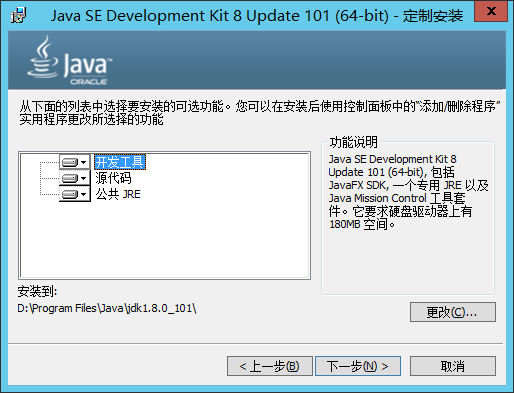 Java SE Development Kit 8 Update 101 (64-bit) - 定制安装
Java
ORACLE
从下面的列表中选择要安装的可选功能。您可以在安装后使用控制面板中的“添加/删除程序”
实用程序更改所选择的功能
开发工具
源代码
公共 JRE
功能说明
Java SE Development Kit 8
Update 101 (64-bit), 包括
JavaFX SDK, 一个专用 JRE 以及
Java Mission Control 工具套
件。它要求硬盘驱动器上有
180MB 空间。
安装到:
D:\Program Files\Java\jdk1.8.0_101\
更改(C)...
< 上一步(B)
下一步(N) >
取消